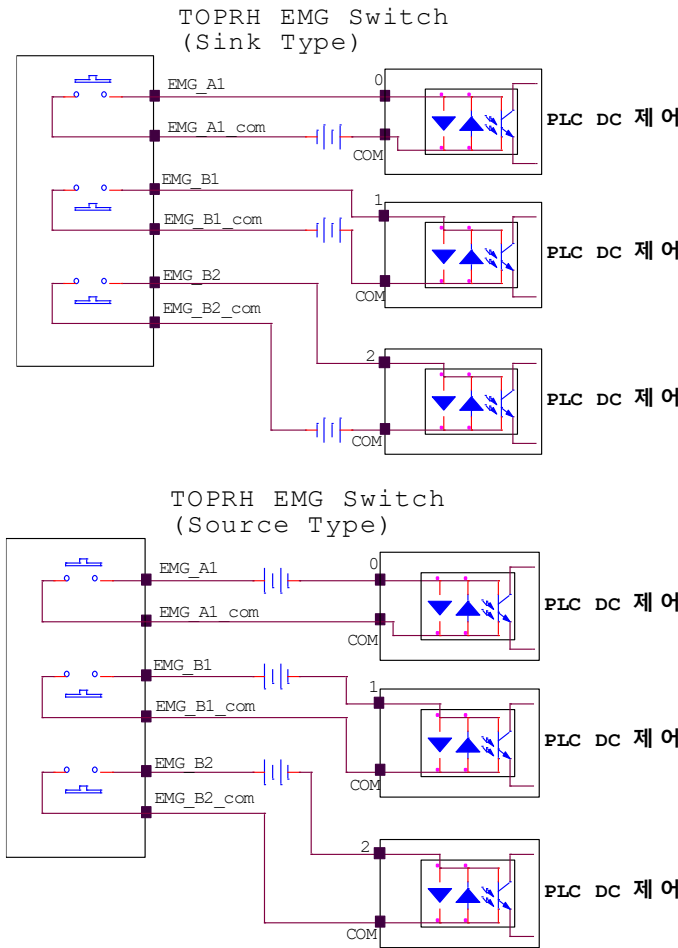 TOPRH EMG Switch
(Sink Type)
EMG_A1
0
EMG_A1_com
COM
PLC DC 제어
EMG_B1
1
EMG_B1_com
COM
PLC DC 제어
EMG_B2
EMG_B2_com
2
COM
PLC DC 제어
TOPRH EMG Switch
(Source Type)
EMG_A1
0
EMG A1 com
COM
PLC DC 제어
EMG_B1
1
EMG_B1_com
COM
PLC DC 제어
EMG_B2
EMG_B2_com
2
COM
PLC DC 제어